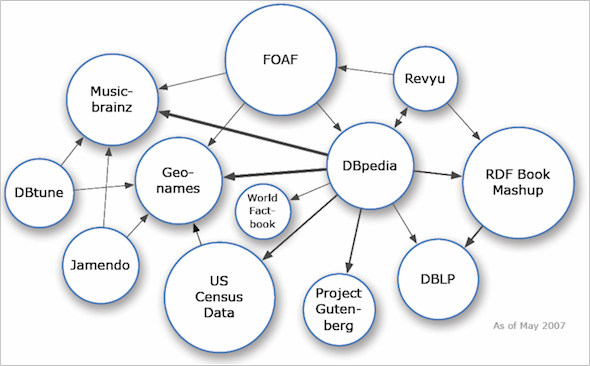 FOAF
Music-
brainz
Revyu
DBpedia
RDF Book
Mashup
Geo-
names
DBtune
World
Fact-
book
Jamendo
US
Census
Data
Project
Guten-
berg
DBLP
As of May 2007